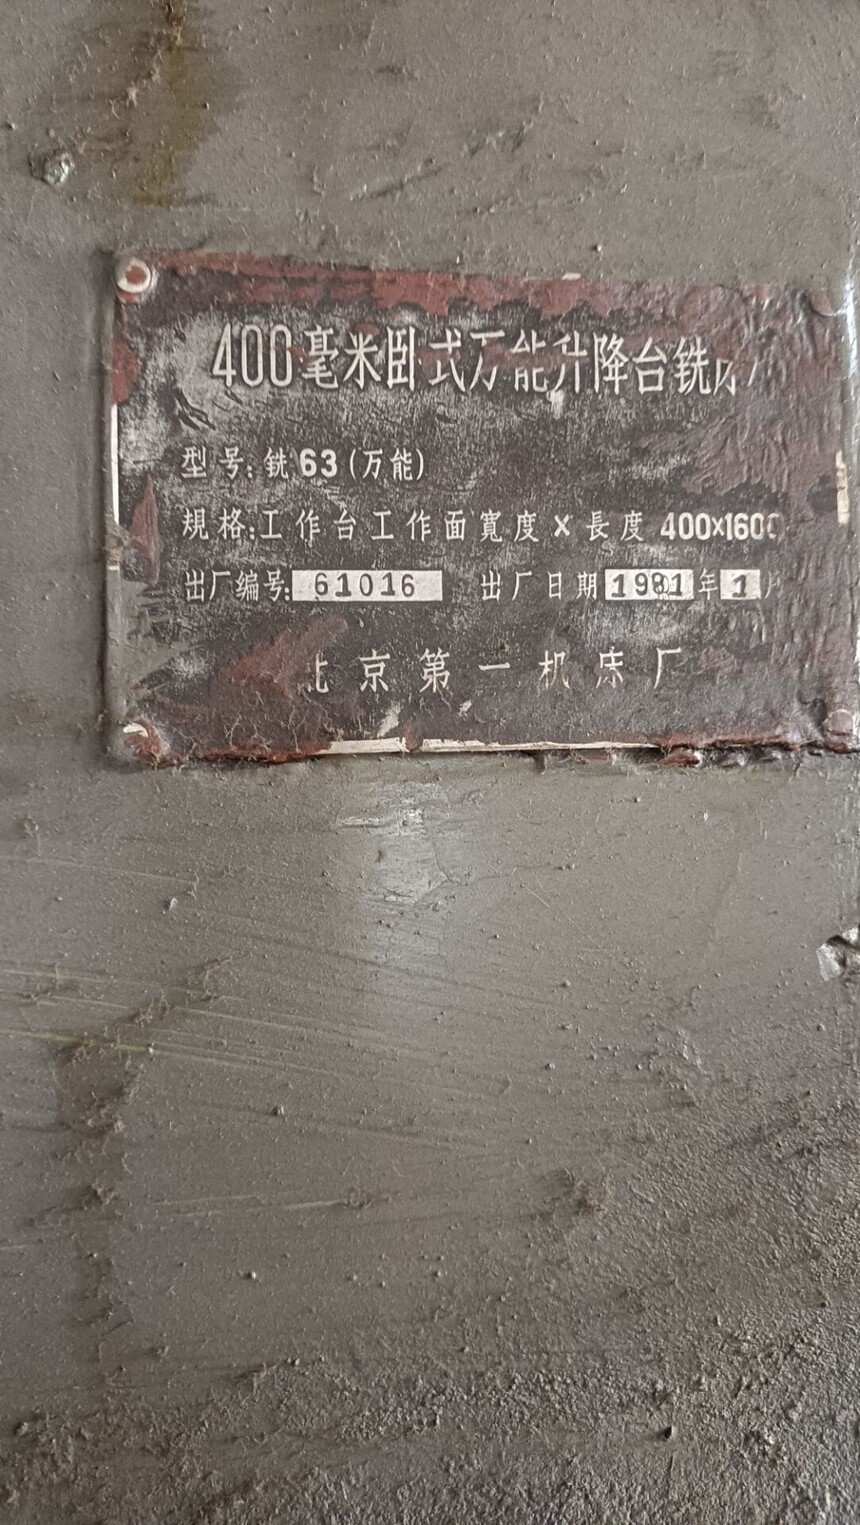 400毫米卧式万能升降台铣床
型号:铣63(万能)
規格:工作台工作面寬度×長度 400×1600
出厂编号:61016 出厂日期1981年1月
北京第一机床厂